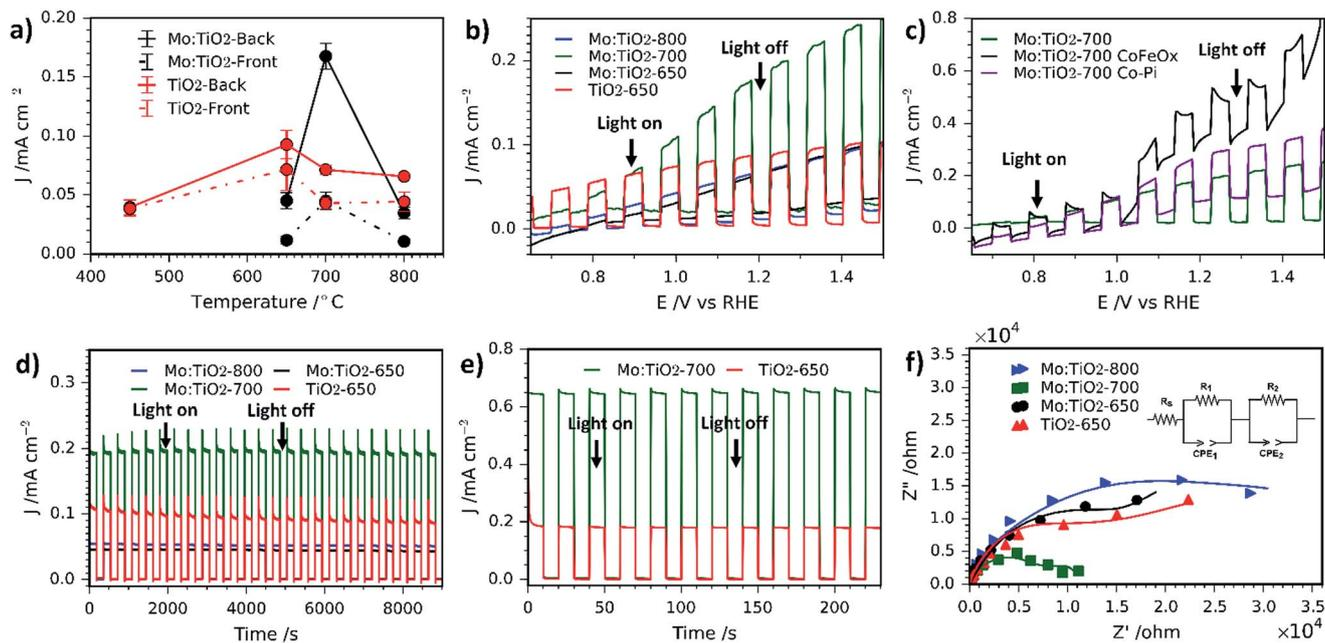 a)
0.20
0.15
0.10
0.05
0.00
J /mA cm⁻²
Mo:TiO2-Back
Mo:TiO2-Front
TiO2-Back
TiO2-Front
400 500 600 700 800
Temperature /°C
b)
0.2
0.1
0.0
J /mA cm⁻²
Mo:TiO2-800
Mo:TiO2-700
Mo:TiO2-650
TiO2-650
Light off
Light on
0.8 1.0 1.2 1.4
E /V vs RHE
c)
0.8
0.6
0.4
0.2
0.0
J /mA cm⁻²
Mo:TiO2-700
Mo:TiO2-700 CoFeOx
Mo:TiO2-700 Co-Pi
Light off
Light on
0.8 1.0 1.2 1.4
E /V vs RHE
d)
0.3
0.2
0.1
0.0
J /mA cm⁻²
Mo:TiO2-800 Mo:TiO2-650
Mo:TiO2-700 TiO2-650
Light on Light off
0 2000 4000 6000 8000
Time /s
e)
0.8
0.6
0.4
0.2
0.0
J /mA cm⁻²
Mo:TiO2-700 TiO2-650
Light on Light off
0 50 100 150 200
Time /s
f)
×10⁴
3.5
3.0
2.5
2.0
1.5
1.0
0.5
0.0
Z" /ohm
Mo:TiO2-800
Mo:TiO2-700
Mo:TiO2-650
TiO2-650
R₁ R₂
Rₛ
CPE₁ CPE₂
0.0 0.5 1.0 1.5 2.0 2.5 3.0 3.5
Z' /ohm ×10⁴